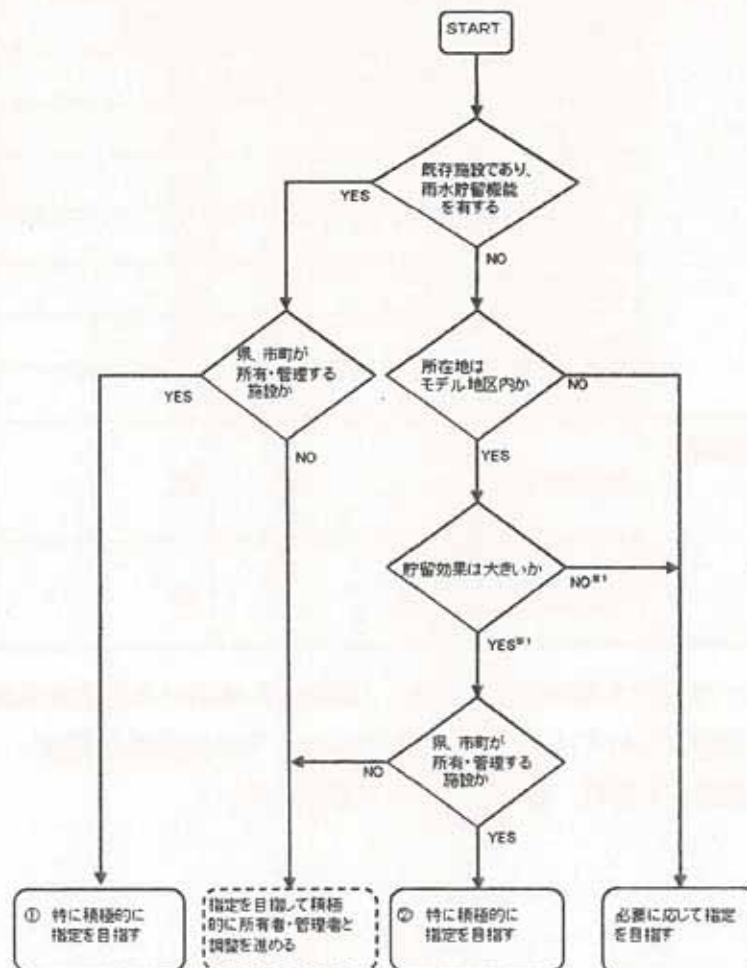 START
既存施設であり、
雨水貯留機能
を有する
YES
NO
県、市町が
所有・管理する
施設か
YES
NO
所在地は
モデル地区内か
NO
YES
貯留効果は大きいか
NO※1
YES※1
県、市町が
所有・管理する
施設か
NO
YES
① 特に積極的に
指定を目指す
指定を目指して積極
的に所有者・管理者と
調整を進める
② 特に積極的に
指定を目指す
必要に応じて指定
を目指す